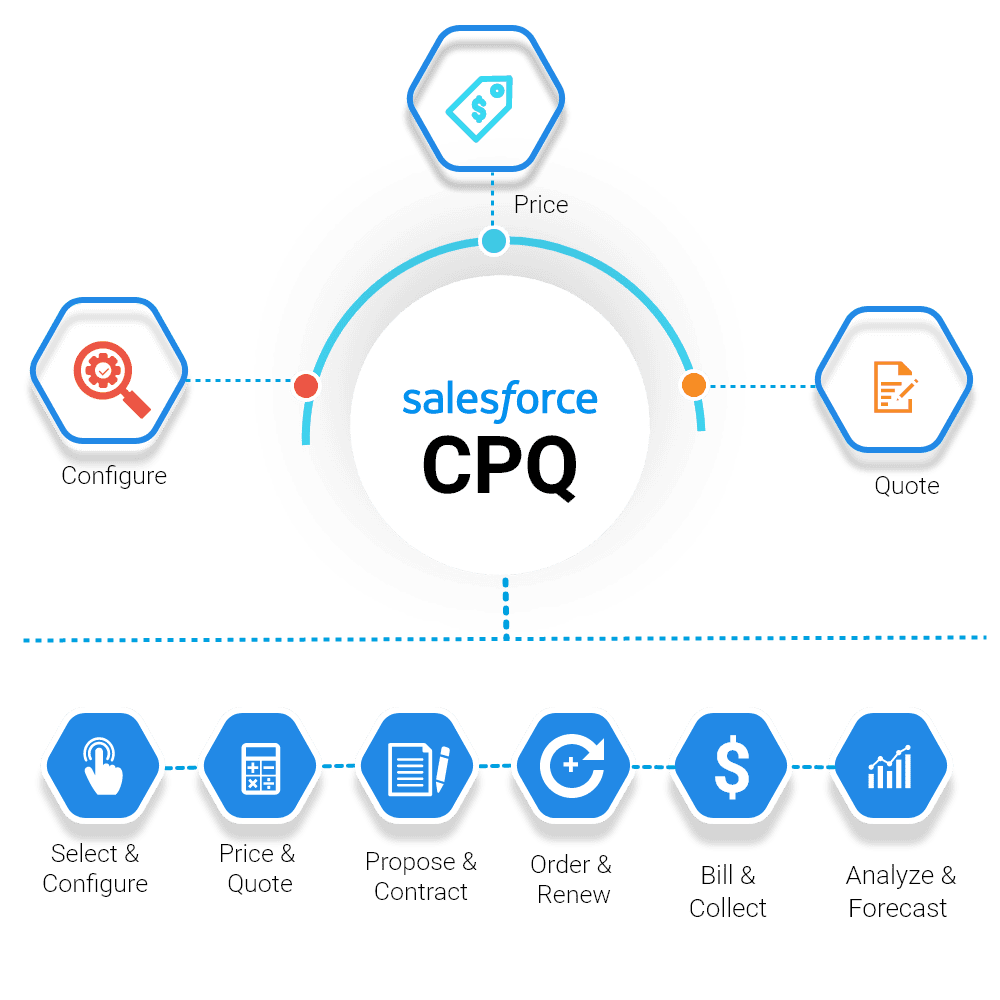 Price
salesforce
CPQ
Configure
Quote
Select &
Configure
Price &
Quote
Propose &
Contract
Order &
Renew
Bill &
Collect
Analyze &
Forecast